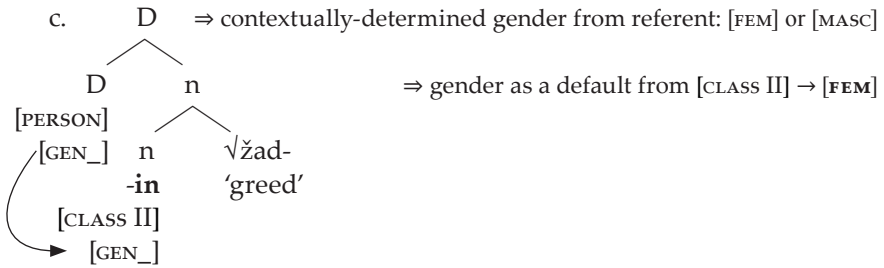 c. D ⇒ contextually-determined gender from referent: [FEM] or [MASC]
D n ⇒ gender as a default from [CLASS II] → [FEM]
[PERSON]
[GEN_] n √žad-
-in ‘greed’
[CLASS II]
[GEN_]